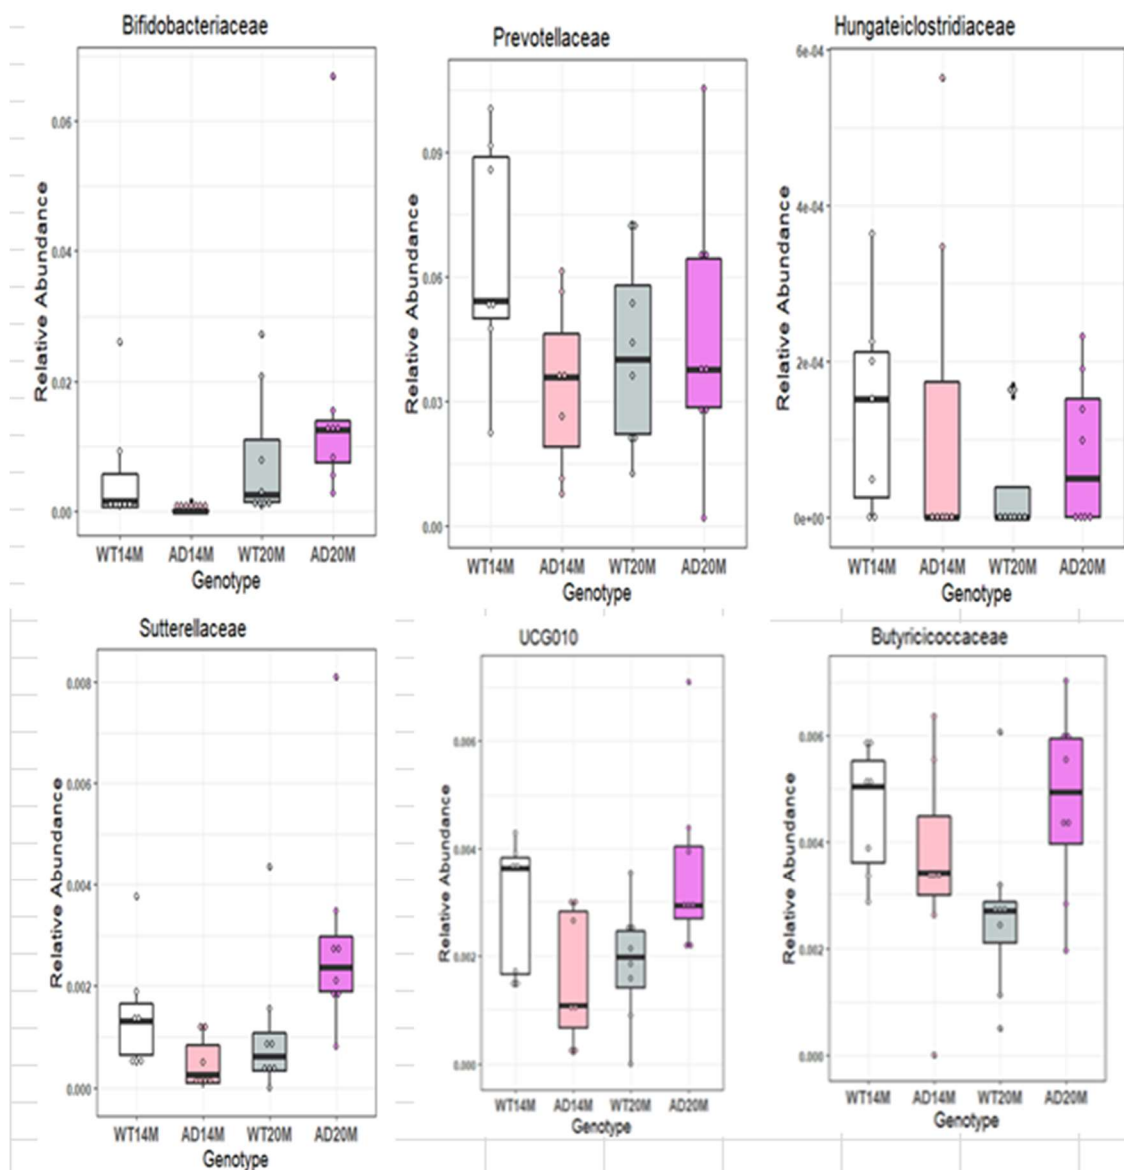 Bifidobacteriaceae
Relative Abundance
0.06
0.04
0.02
0.00
WT14M AD14M WT20M AD20M
Genotype
Prevotellaceae
Relative Abundance
0.09
0.06
0.03
0.00
WT14M AD14M WT20M AD20M
Genotype
Hungateiclostridiaceae
Relative Abundance
6e-04
4e-04
2e-04
0e+00
WT14M AD14M WT20M AD20M
Genotype
Sutterellaceae
Relative Abundance
0.008
0.006
0.004
0.002
0.000
WT14M AD14M WT20M AD20M
Genotype
UCG010
Relative Abundance
0.006
0.004
0.002
0.000
WT14M AD14M WT20M AD20M
Genotype
Butyricicoccaceae
Relative Abundance
0.006
0.004
0.002
0.000
WT14M AD14M WT20M AD20M
Genotype